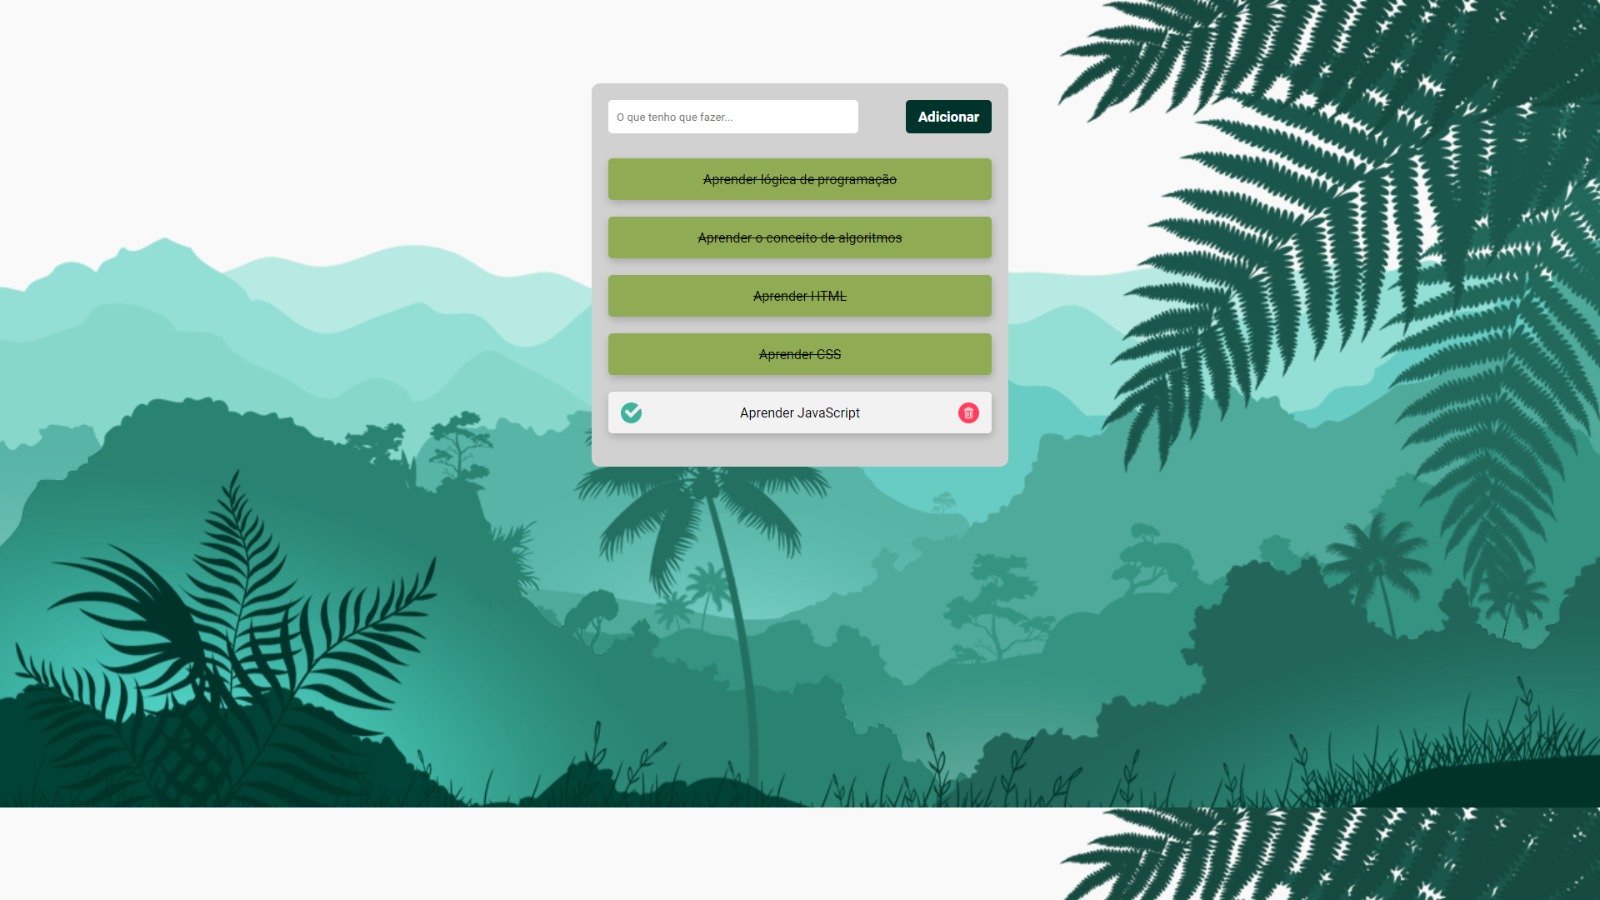 O que tenho que fazer...
Adicionar
Aprender lógica de programação
Aprender o conceito de algoritmos
Aprender HTML
Aprender CSS
Aprender JavaScript